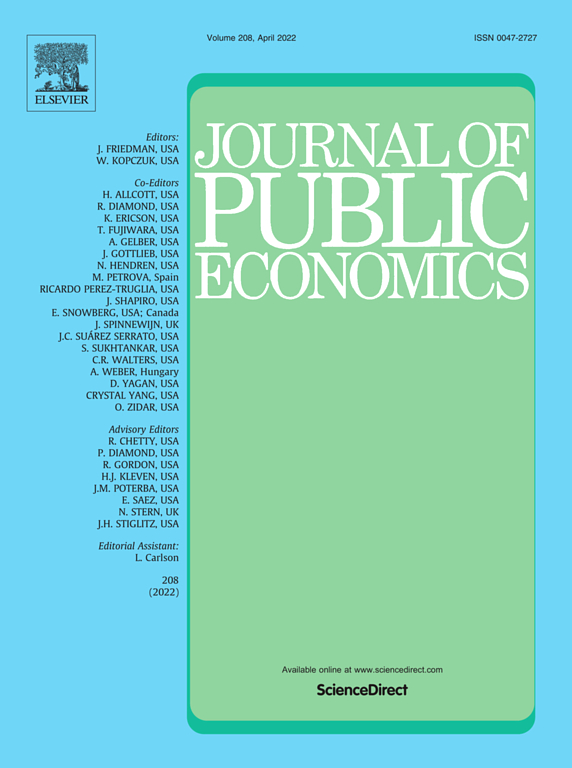 Volume 208, April 2022
ISSN 0047-2727
ELSEVIER
Editors:
J. FRIEDMAN, USA
W. KOPCZUK, USA
Co-Editors
H. ALLCOTT, USA
R. DIAMOND, USA
K. ERICSON, USA
T. FUJIWARA, USA
A. GELBER, USA
J. GOTTLIEB, USA
N. HENDREN, USA
M. PETROVA, Spain
RICARDO PEREZ-TRUGLIA, USA
J. SHAPIRO, USA
E. SNOWBERG, USA; Canada
J. SPINNEWIJN, UK
J.C. SUÁREZ SERRATO, USA
S. SUKHTANKAR, USA
C.R. WALTERS, USA
A. WEBER, Hungary
D. YAGAN, USA
CRYSTAL YANG, USA
O. ZIDAR, USA
Advisory Editors
R. CHETTY, USA
P. DIAMOND, USA
R. GORDON, USA
H.J. KLEVEN, USA
J.M. POTERBA, USA
E. SAEZ, USA
N. STERN, UK
J.H. STIGLITZ, USA
Editorial Assistant:
L. Carlson
208
(2022)
JOURNAL OF
PUBLIC
ECONOMICS
Available online at www.sciencedirect.com
ScienceDirect